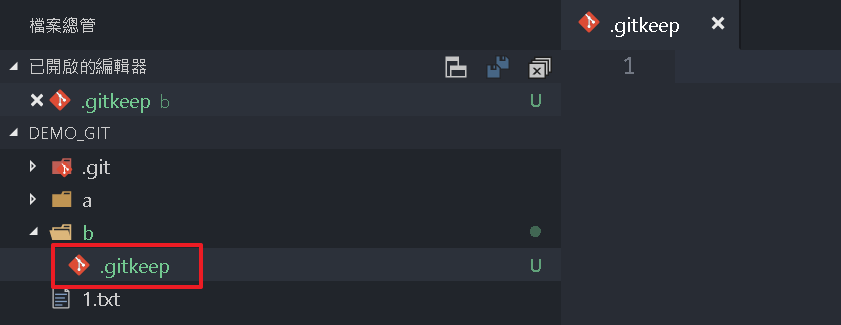 檔案總管
已開啟的編輯器
.gitkeep b U
DEMO_GIT
.git
a
b
.gitkeep U
1.txt
.gitkeep
1